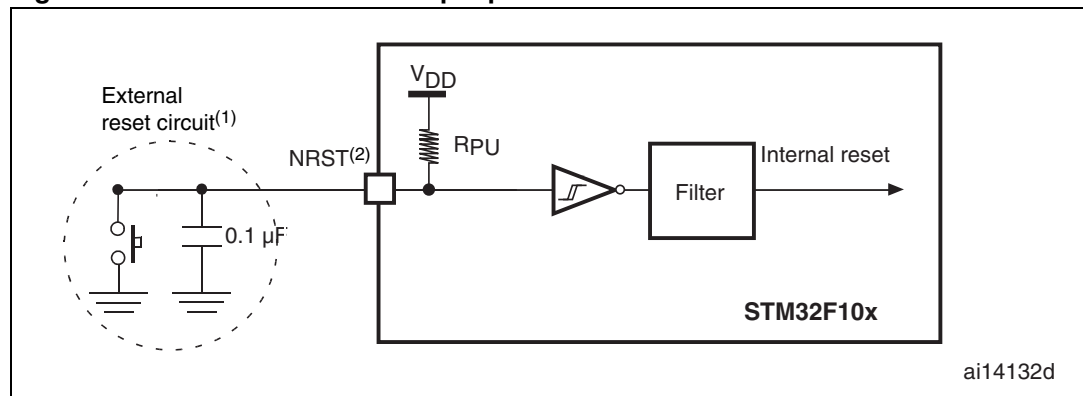 External
reset circuit(1)
VDD
RPU
NRST(2)
0.1 µF
Filter
Internal reset
STM32F10x
ai14132d